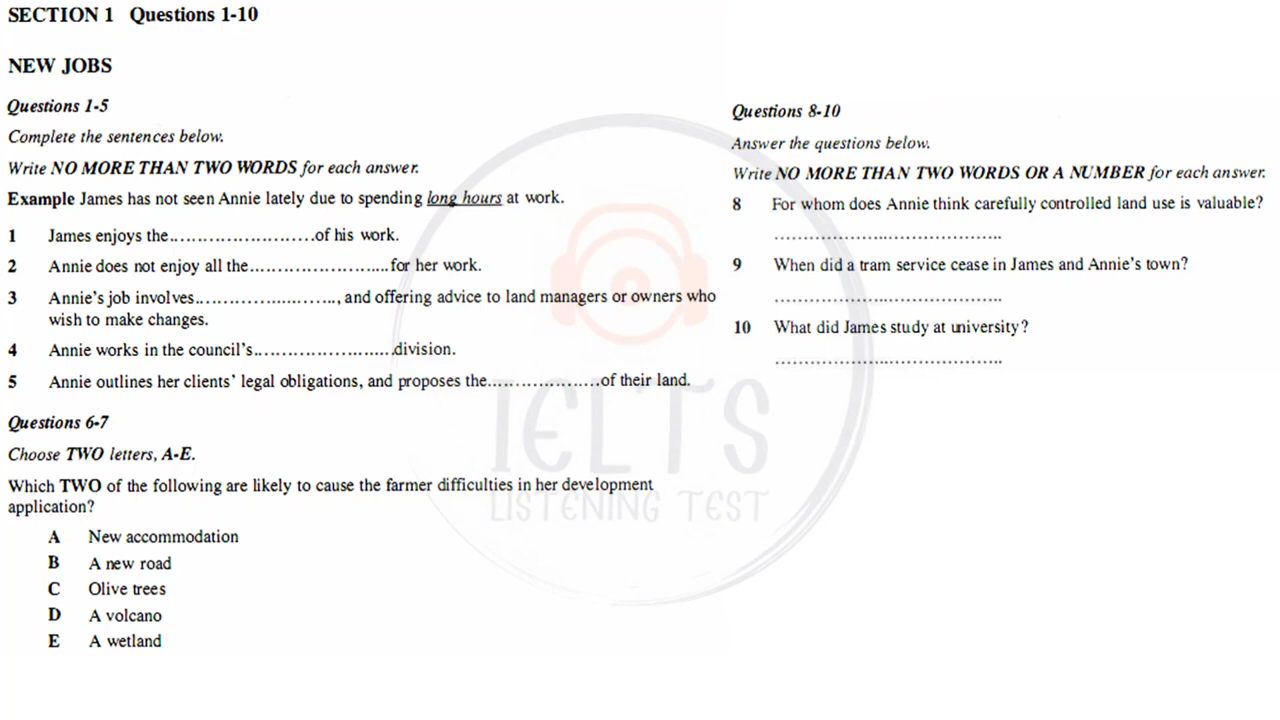 SECTION 1 Questions 1-10
NEW JOBS
Questions 1-5
Complete the sentences below.
Write NO MORE THAN TWO WORDS for each answer.
Example James has not seen Annie lately due to spending long hours at work.
1 James enjoys the........................of his work.
2 Annie does not enjoy all the........................for her work.
3 Annie's job involves........................, and offering advice to land managers or owners who
wish to make changes.
4 Annie works in the council's........................division.
5 Annie outlines her clients' legal obligations, and proposes the....................of their land.
Questions 6-7
Choose TWO letters, A-E.
Which TWO of the following are likely to cause the farmer difficulties in her development
application?
A New accommodation
B A new road
C Olive trees
D A volcano
E A wetland
Questions 8-10
Answer the questions below.
Write NO MORE THAN TWO WORDS OR A NUMBER for each answer.
8 For whom does Annie think carefully controlled land use is valuable?
........................................
9 When did a tram service cease in James and Annie's town?
........................................
10 What did James study at university?
........................................
IELTS
LISTENING TEST